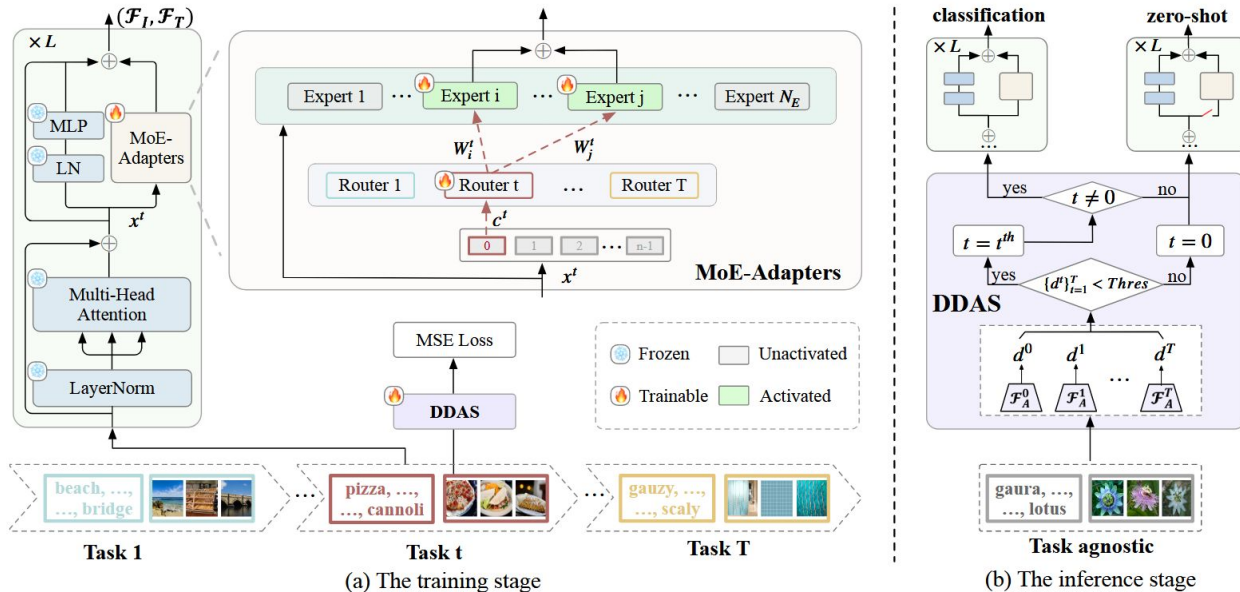 (ℱ_I, ℱ_T)
× L
MLP
LN
MoE-
Adapters
x^t
Multi-Head
Attention
LayerNorm
Expert 1
...
Expert i
...
Expert j
...
Expert N_E
W_i^t
W_j^t
Router 1
Router t
...
Router T
c^t
0
1
2
...
n-1
x^t
MoE-Adapters
MSE Loss
DDAS
Frozen
Unactivated
Trainable
Activated
beach, ...,
..., bridge
...
pizza, ...,
..., cannoli
...
gauzy, ...,
..., scaly
Task 1
Task t
Task T
(a) The training stage
classification
zero-shot
× L
× L
...
...
yes
t ≠ 0
no
t = t^th
t = 0
yes
{d^t}_{t=1}^T < Thres
no
DDAS
d^0
d^1
...
d^T
ℱ_A^0
ℱ_A^1
ℱ_A^T
gaura, ...,
..., lotus
Task agnostic
(b) The inference stage